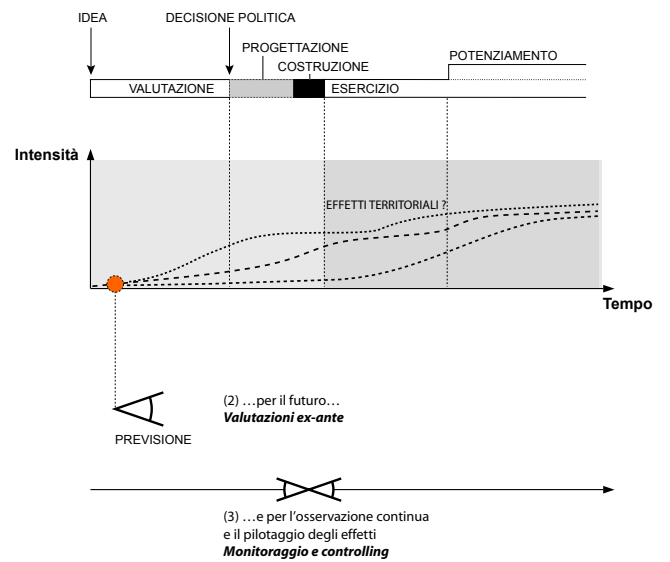 IDEA
DECISIONE POLITICA
PROGETTAZIONE
COSTRUZIONE
POTENZIAMENTO
VALUTAZIONE
ESERCIZIO
Intensità
EFFETTI TERRITORIALI ?
Tempo
(2) …per il futuro…
Valutazioni ex-ante
PREVISIONE
(3) …e per l'osservazione continua
e il pilotaggio degli effetti
Monitoraggio e controlling